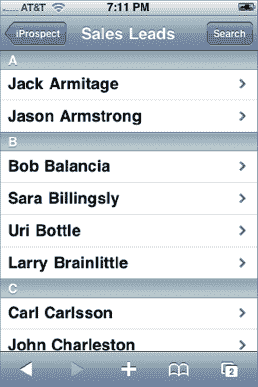 AT&T 7:11 PM
iProspect Sales Leads Search
A
Jack Armitage
Jason Armstrong
B
Bob Balancia
Sara Billingsly
Uri Bottle
Larry Brainlittle
C
Carl Carlsson
John Charleston
2